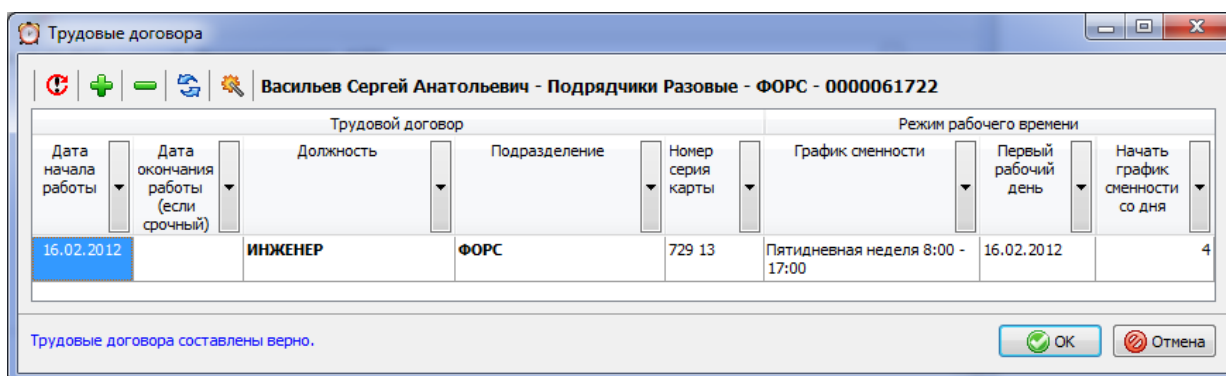 Трудовые договора
Васильев Сергей Анатольевич - Подрядчики Разовые - ФОРС - 0000061722
Трудовой договор
Режим рабочего времени
Дата
начала
работы
Дата
окончания
работы
(если
срочный)
Должность
Подразделение
Номер
серия
карты
График сменности
Первый
рабочий
день
Начать
график
сменности
со дня
16.02.2012
ИНЖЕНЕР
ФОРС
729 13
Пятидневная неделя 8:00 -
17:00
16.02.2012
4
Трудовые договора составлены верно.
OK
Отмена